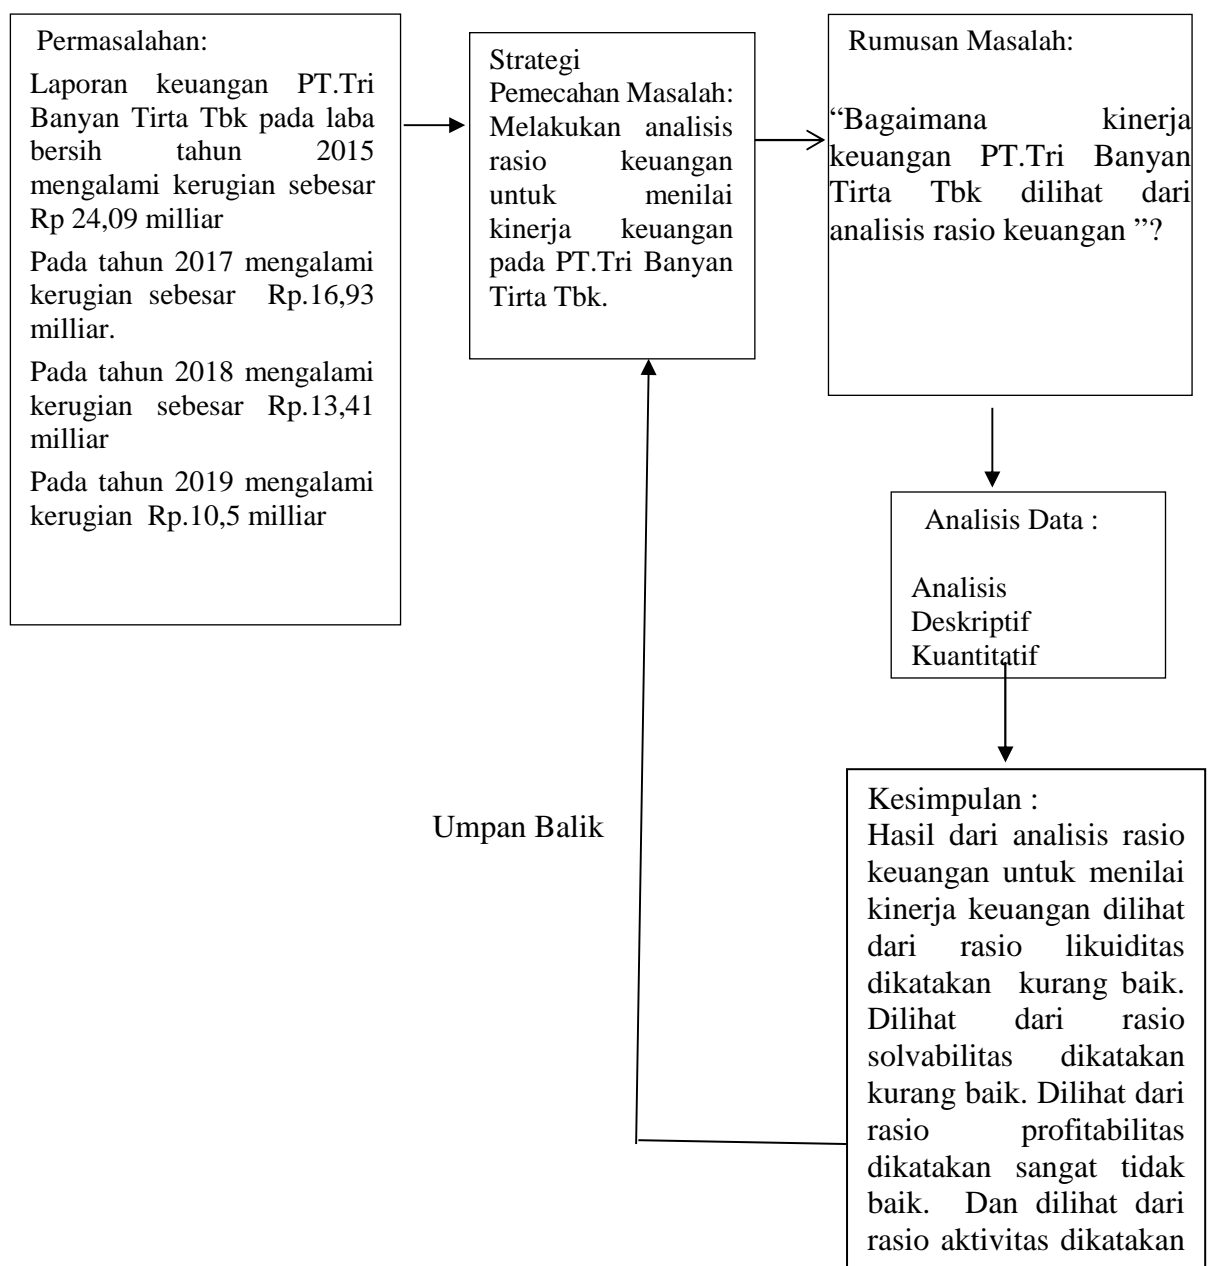 Permasalahan:
Laporan keuangan PT.Tri
Banyan Tirta Tbk pada laba
bersih tahun 2015
mengalami kerugian sebesar
Rp 24,09 milliar
Pada tahun 2017 mengalami
kerugian sebesar Rp.16,93
milliar.
Pada tahun 2018 mengalami
kerugian sebesar Rp.13,41
milliar
Pada tahun 2019 mengalami
kerugian Rp.10,5 milliar
Strategi
Pemecahan Masalah:
Melakukan analisis
rasio keuangan
untuk menilai
kinerja keuangan
pada PT.Tri Banyan
Tirta Tbk.
Rumusan Masalah:
“Bagaimana kinerja
keuangan PT.Tri Banyan
Tirta Tbk dilihat dari
analisis rasio keuangan ”?
Analisis Data :
Analisis
Deskriptif
Kuantitatif
Umpan Balik
Kesimpulan :
Hasil dari analisis rasio
keuangan untuk menilai
kinerja keuangan dilihat
dari rasio likuiditas
dikatakan kurang baik.
Dilihat dari rasio
solvabilitas dikatakan
kurang baik. Dilihat dari
rasio profitabilitas
dikatakan sangat tidak
baik. Dan dilihat dari
rasio aktivitas dikatakan